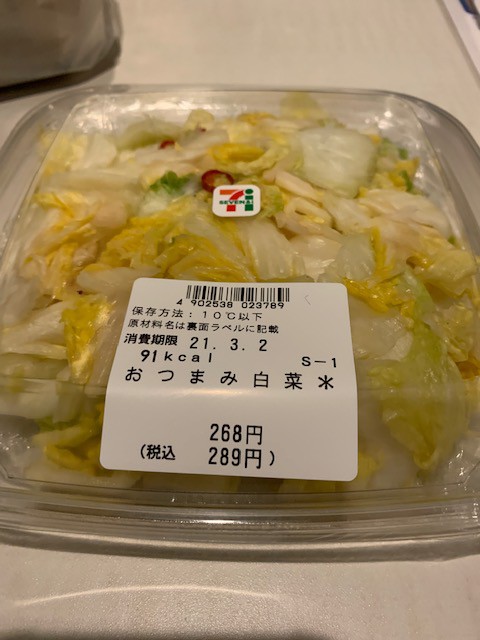 7i
SEVEN & i
4 902538 023789
保存方法：10℃以下
原材料名は裏面ラベルに記載
消費期限 21.3.2
91kcal S-1
おつまみ白菜*
268円
(税込 289円)